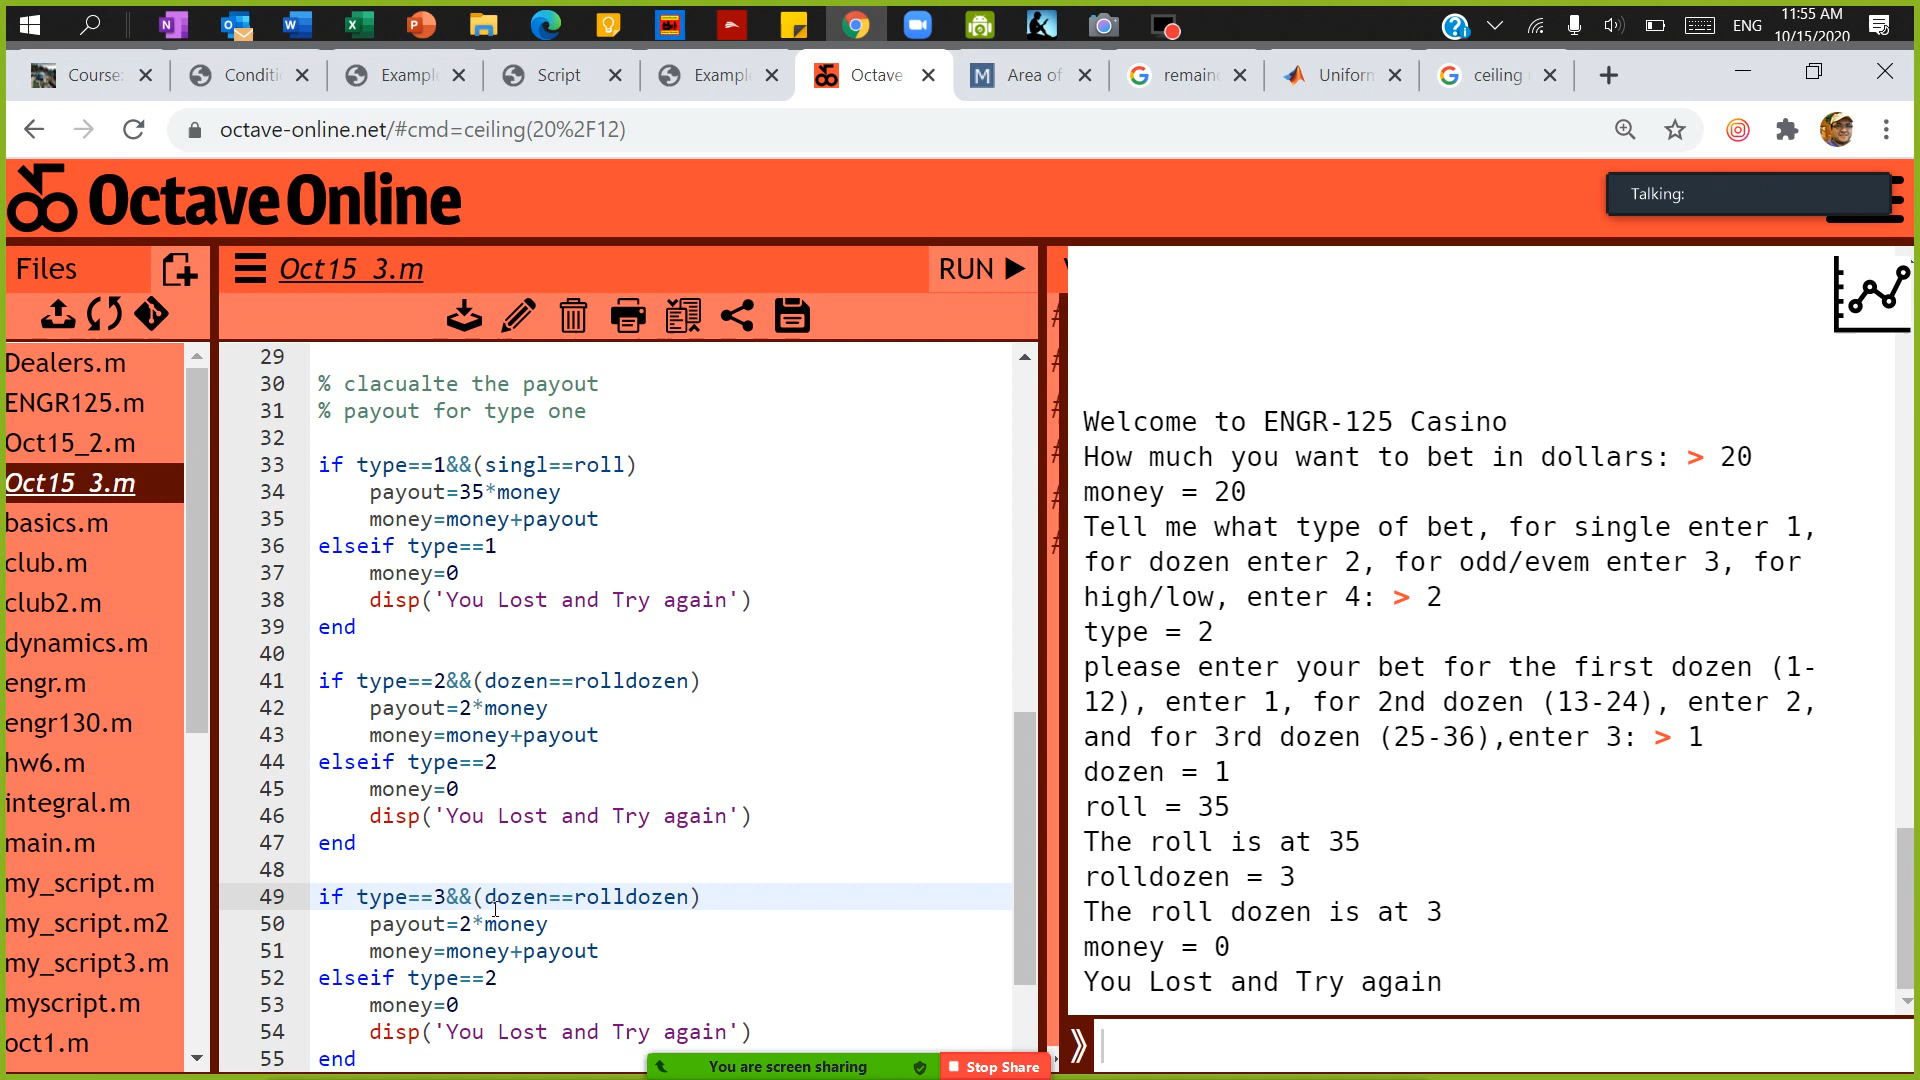 ENG
11:55 AM
10/15/2020
Course:
Conditi
Example
Script
Example
Octave
Area of
remain
Uniforn
ceiling
octave-online.net/#cmd=ceiling(20%2F12)
Octave Online
Talking:
Files
Oct15_3.m
RUN
Dealers.m
ENGR125.m
Oct15_2.m
Oct15_3.m
basics.m
club.m
club2.m
dynamics.m
engr.m
engr130.m
hw6.m
integral.m
main.m
my_script.m
my_script.m2
my_script3.m
myscript.m
oct1.m
29
30 % clacualte the payout
31 % payout for type one
32
33 if type==1&&(singl==roll)
34 payout=35*money
35 money=money+payout
36 elseif type==1
37 money=0
38 disp('You Lost and Try again')
39 end
40
41 if type==2&&(dozen==rolldozen)
42 payout=2*money
43 money=money+payout
44 elseif type==2
45 money=0
46 disp('You Lost and Try again')
47 end
48
49 if type==3&&(dozen==rolldozen)
50 payout=2*money
51 money=money+payout
52 elseif type==2
53 money=0
54 disp('You Lost and Try again')
55 end
Welcome to ENGR-125 Casino
How much you want to bet in dollars: > 20
money = 20
Tell me what type of bet, for single enter 1,
for dozen enter 2, for odd/evem enter 3, for
high/low, enter 4: > 2
type = 2
please enter your bet for the first dozen (1-
12), enter 1, for 2nd dozen (13-24), enter 2,
and for 3rd dozen (25-36),enter 3: > 1
dozen = 1
roll = 35
The roll is at 35
rolldozen = 3
The roll dozen is at 3
money = 0
You Lost and Try again
You are screen sharing
Stop Share